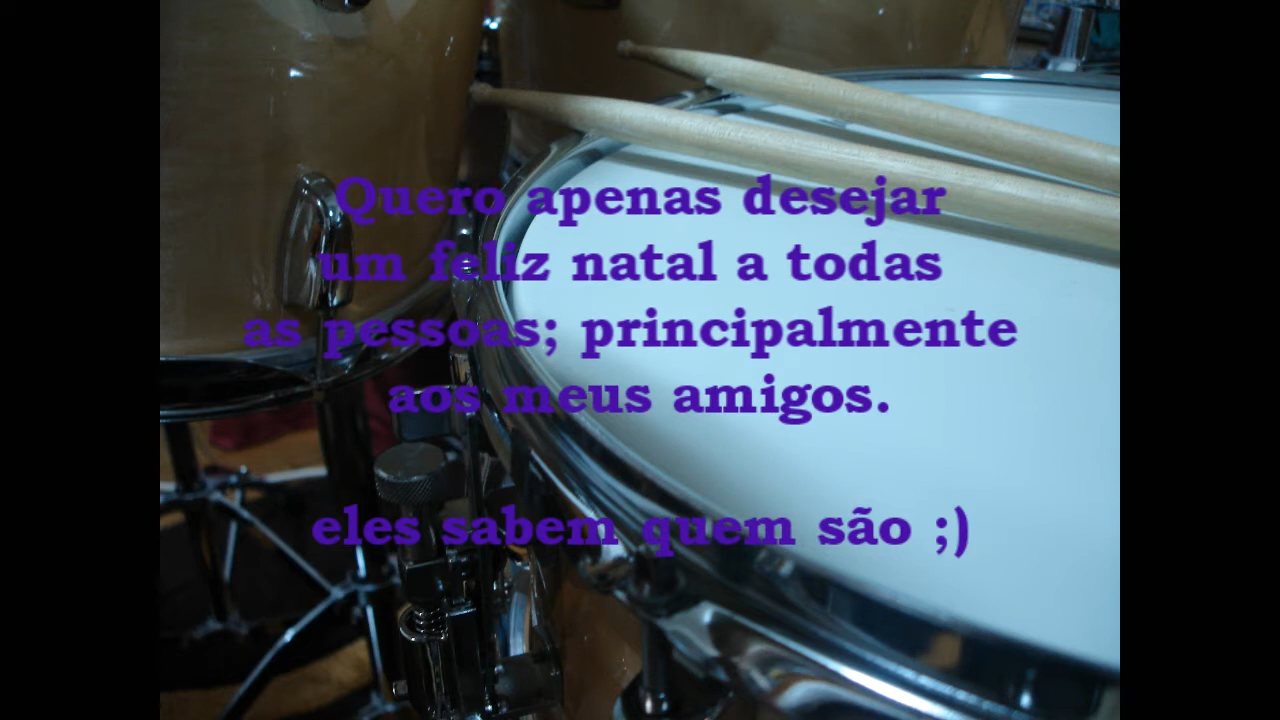 Quero apenas desejar
um feliz natal a todas
as pessoas; principalmente
aos meus amigos.
eles sabem quem são ;)